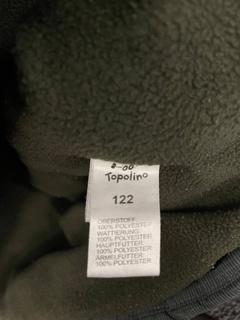 Topolino
122
OBERSTOFF:
100% POLYESTER
WATTIERUNG:
100% POLYESTER
HAUPTFUTTER:
100% POLYESTER
ÄRMELFUTTER:
100% POLYESTER